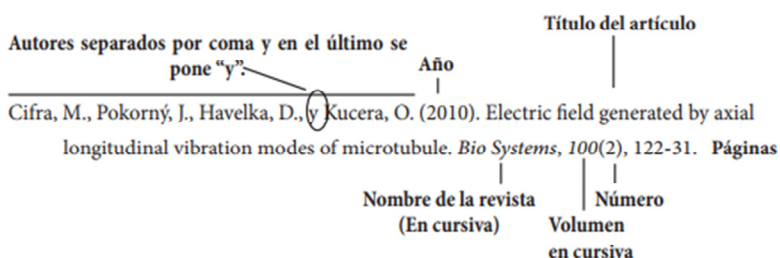 Título del artículo
Autores separados por coma y en el último se
pone “y”.
Año
Cifra, M., Pokorný, J., Havelka, D., y Kucera, O. (2010). Electric field generated by axial
longitudinal vibration modes of microtubule. Bio Systems, 100(2), 122-31. Páginas
Nombre de la revista
(En cursiva)
Número
Volumen
en cursiva